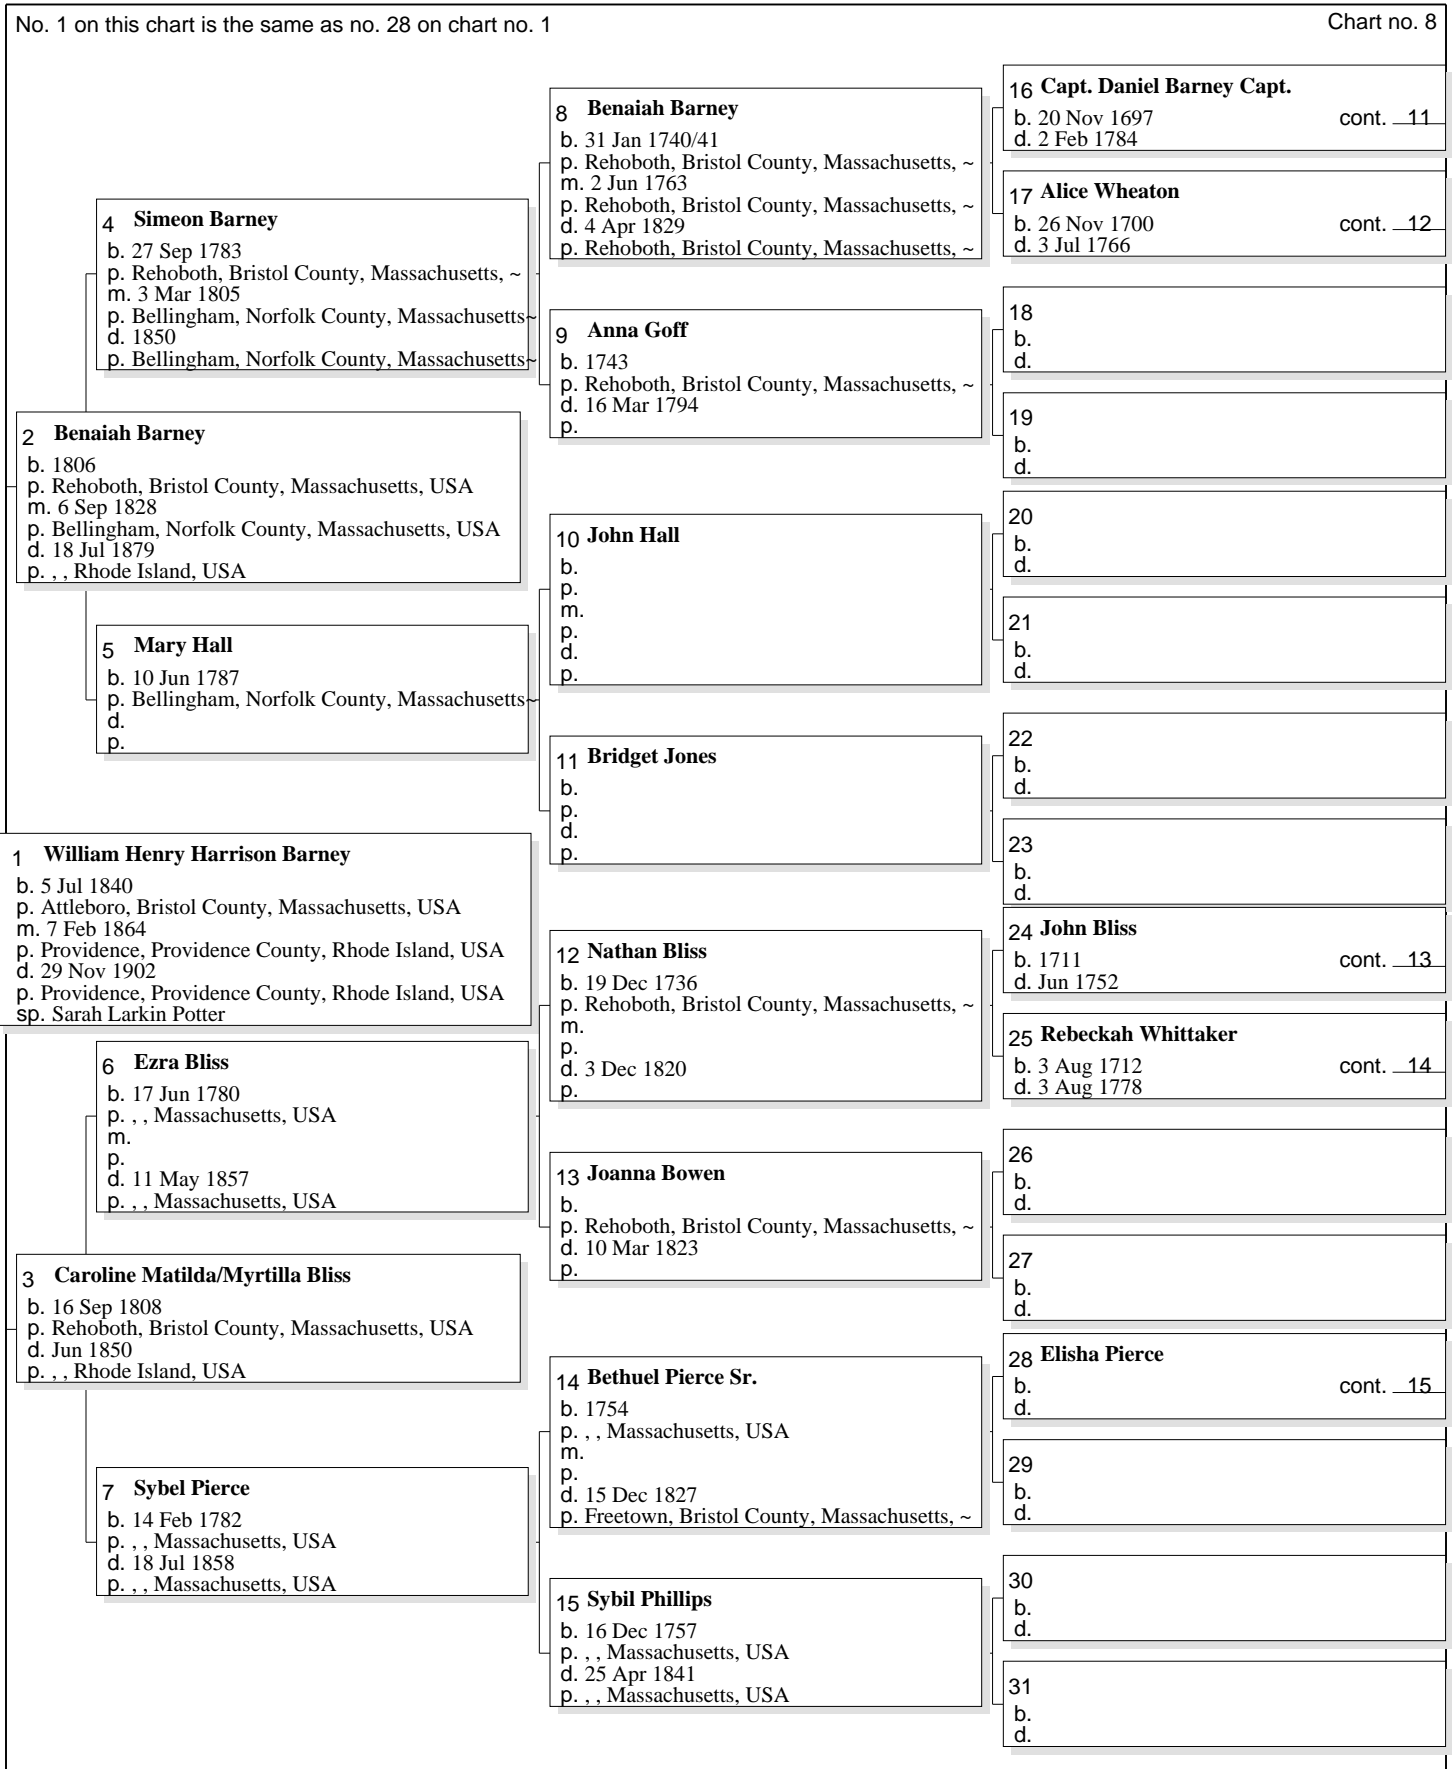 No. 1 on this chart is the same as no. 28 on chart no. 1
Chart no. 8
16 Capt. Daniel Barney Capt.
b. 20 Nov 1697 cont. 11
d. 2 Feb 1784
8 Benaiah Barney
b. 31 Jan 1740/41
p. Rehoboth, Bristol County, Massachusetts, ~
m. 2 Jun 1763
p. Rehoboth, Bristol County, Massachusetts, ~
d. 4 Apr 1829
p. Rehoboth, Bristol County, Massachusetts, ~
17 Alice Wheaton
b. 26 Nov 1700 cont. 12
d. 3 Jul 1766
4 Simeon Barney
b. 27 Sep 1783
p. Rehoboth, Bristol County, Massachusetts, ~
m. 3 Mar 1805
p. Bellingham, Norfolk County, Massachusetts~
d. 1850
p. Bellingham, Norfolk County, Massachusetts~
18
b.
d.
9 Anna Goff
b. 1743
p. Rehoboth, Bristol County, Massachusetts, ~
d. 16 Mar 1794
p.
19
b.
d.
2 Benaiah Barney
b. 1806
p. Rehoboth, Bristol County, Massachusetts, USA
m. 6 Sep 1828
p. Bellingham, Norfolk County, Massachusetts, USA
d. 18 Jul 1879
p. , , Rhode Island, USA
20
b.
d.
10 John Hall
b.
p.
m.
p.
d.
p.
21
b.
d.
5 Mary Hall
b. 10 Jun 1787
p. Bellingham, Norfolk County, Massachusetts~
d.
p.
22
b.
d.
11 Bridget Jones
b.
p.
d.
p.
23
b.
d.
1 William Henry Harrison Barney
b. 5 Jul 1840
p. Attleboro, Bristol County, Massachusetts, USA
m. 7 Feb 1864
p. Providence, Providence County, Rhode Island, USA
d. 29 Nov 1902
p. Providence, Providence County, Rhode Island, USA
sp. Sarah Larkin Potter
24 John Bliss
b. 1711 cont. 13
d. Jun 1752
12 Nathan Bliss
b. 19 Dec 1736
p. Rehoboth, Bristol County, Massachusetts, ~
m.
p.
d. 3 Dec 1820
p.
25 Rebeckah Whittaker
b. 3 Aug 1712 cont. 14
d. 3 Aug 1778
6 Ezra Bliss
b. 17 Jun 1780
p. , , Massachusetts, USA
m.
p.
d. 11 May 1857
p. , , Massachusetts, USA
26
b.
d.
13 Joanna Bowen
b.
p. Rehoboth, Bristol County, Massachusetts, ~
d. 10 Mar 1823
p.
27
b.
d.
3 Caroline Matilda/Myrtilla Bliss
b. 16 Sep 1808
p. Rehoboth, Bristol County, Massachusetts, USA
d. Jun 1850
p. , , Rhode Island, USA
28 Elisha Pierce
b. cont. 15
d.
14 Bethuel Pierce Sr.
b. 1754
p. , , Massachusetts, USA
m.
p.
d. 15 Dec 1827
p. Freetown, Bristol County, Massachusetts, ~
29
b.
d.
7 Sybel Pierce
b. 14 Feb 1782
p. , , Massachusetts, USA
d. 18 Jul 1858
p. , , Massachusetts, USA
30
b.
d.
15 Sybil Phillips
b. 16 Dec 1757
p. , , Massachusetts, USA
d. 25 Apr 1841
p. , , Massachusetts, USA
31
b.
d.